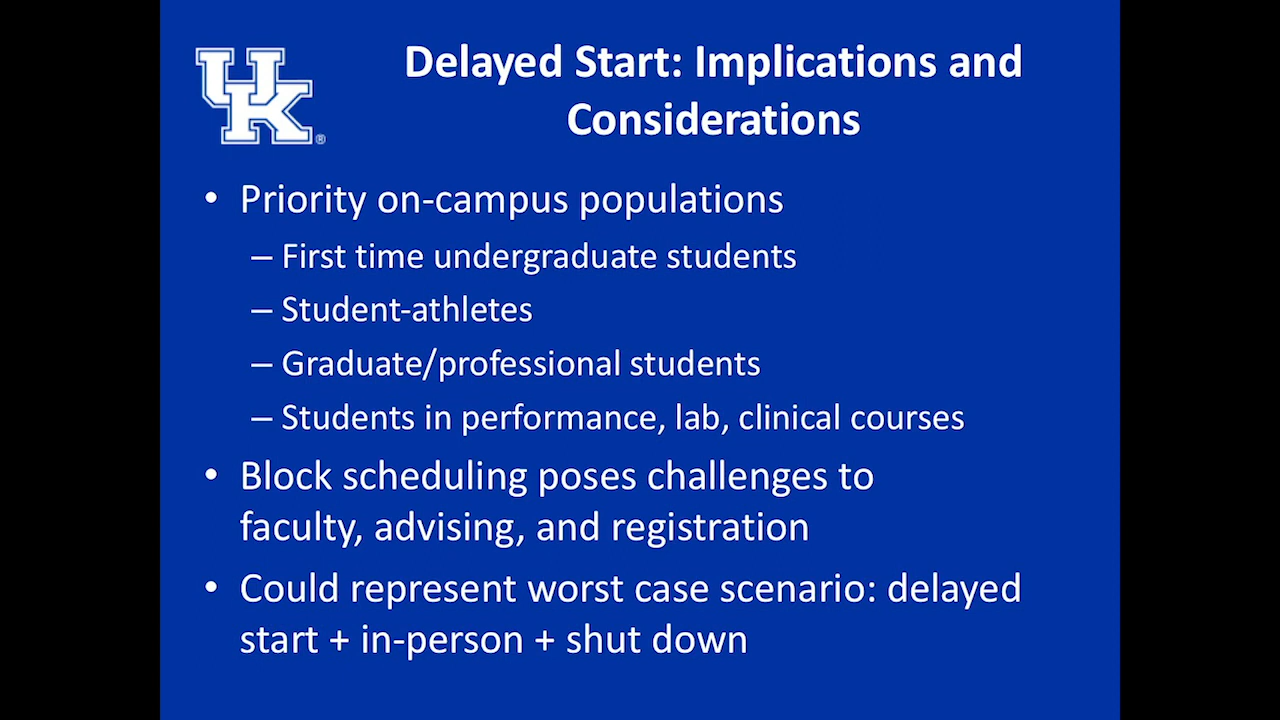 UK®
Delayed Start: Implications and
Considerations
• Priority on-campus populations
– First time undergraduate students
– Student-athletes
– Graduate/professional students
– Students in performance, lab, clinical courses
• Block scheduling poses challenges to
faculty, advising, and registration
• Could represent worst case scenario: delayed
start + in-person + shut down